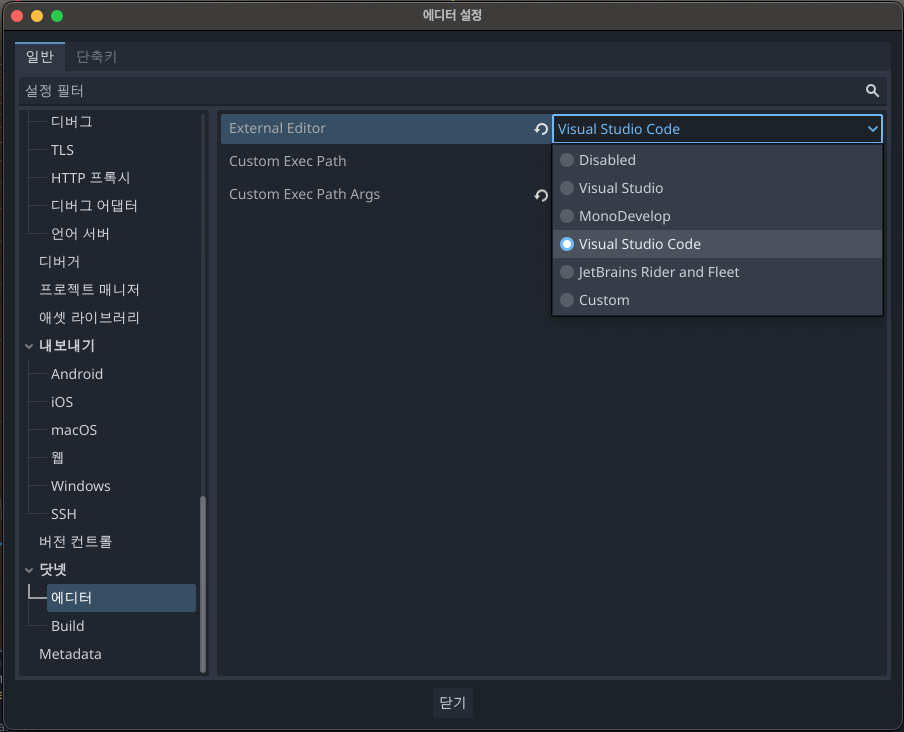 에디터 설정
일반 단축키
설정 필터
디버그
TLS
HTTP 프록시
디버그 어댑터
언어 서버
디버거
프로젝트 매니저
애셋 라이브러리
내보내기
Android
iOS
macOS
웹
Windows
SSH
버전 컨트롤
닷넷
에디터
Build
Metadata
External Editor Visual Studio Code
Custom Exec Path
Custom Exec Path Args
Disabled
Visual Studio
MonoDevelop
Visual Studio Code
JetBrains Rider and Fleet
Custom
닫기